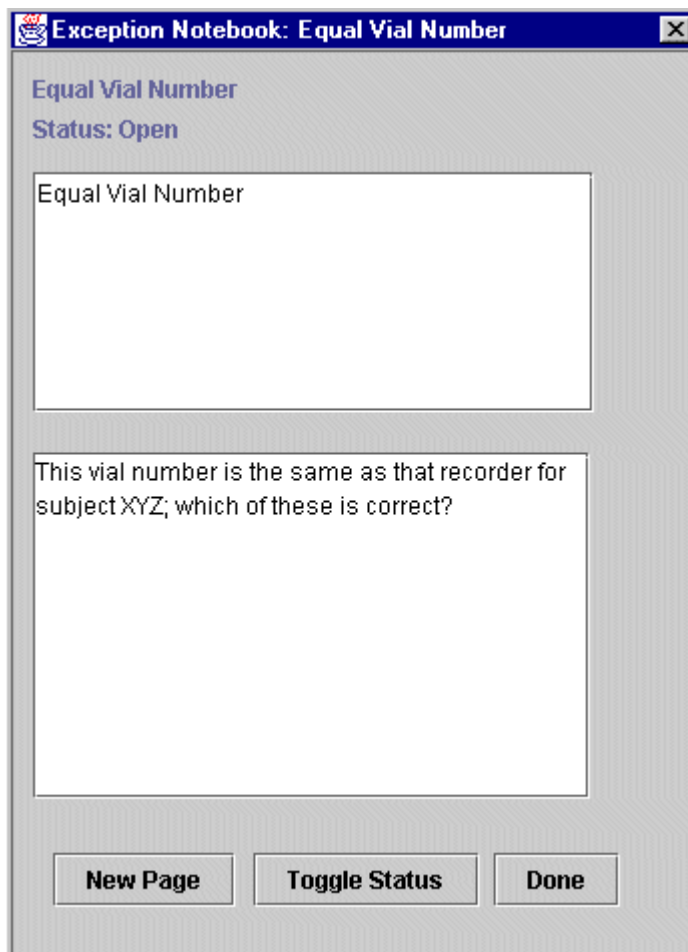 Exception Notebook: Equal Vial Number
Equal Vial Number
Status: Open
Equal Vial Number
This vial number is the same as that recorder for
subject XYZ; which of these is correct?
New Page Toggle Status Done